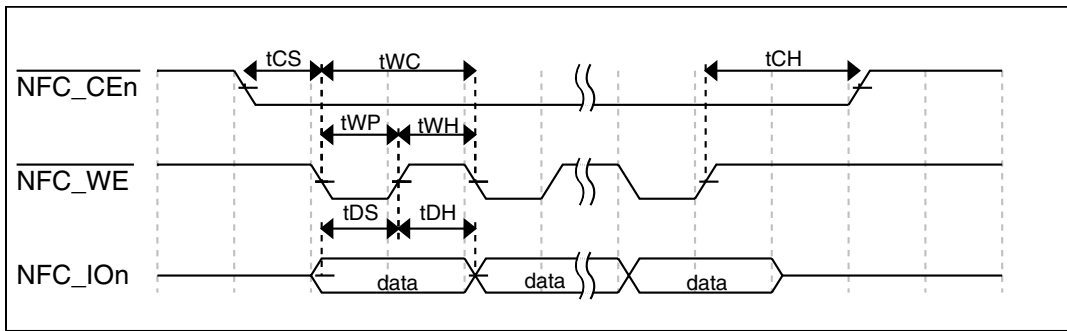 tCS tWC tCH
NFC_CEn
tWP tWH
NFC_WE
tDS tDH
NFC_IOn
data data data